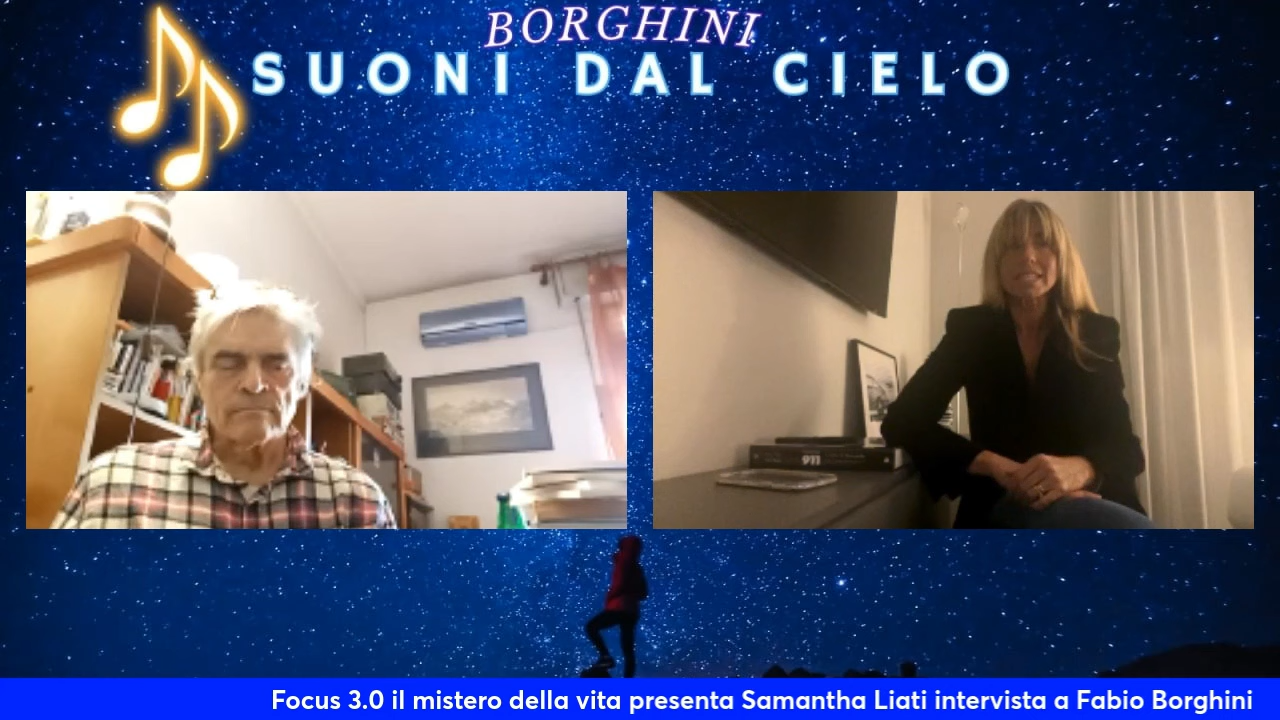 BORGHINI
SUONI DAL CIELO
911
Focus 3.0 il mistero della vita presenta Samantha Liati intervista a Fabio Borghini